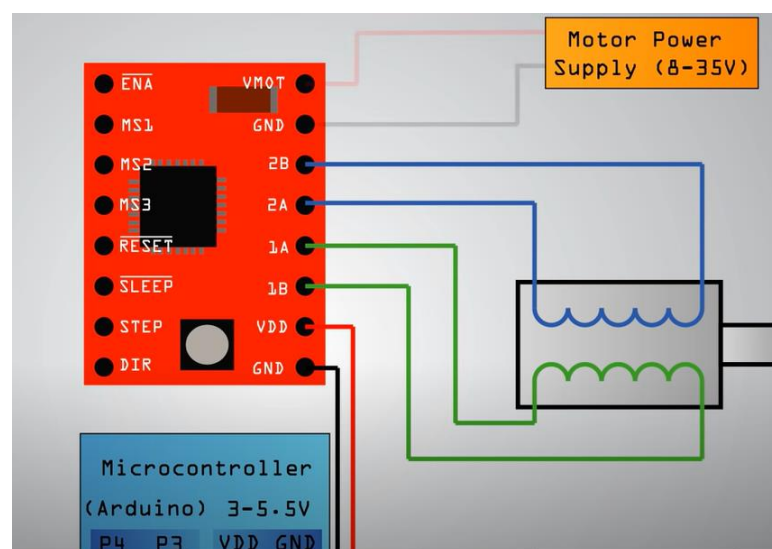 Motor Power
Supply (8-35V)
ENA
VMOT
MS1
GND
MS2
2B
MS3
2A
RESET
1A
SLEEP
1B
STEP
VDD
DIR
GND
Microcontroller
(Arduino) 3-5.5V
P4 P3 VDD GND